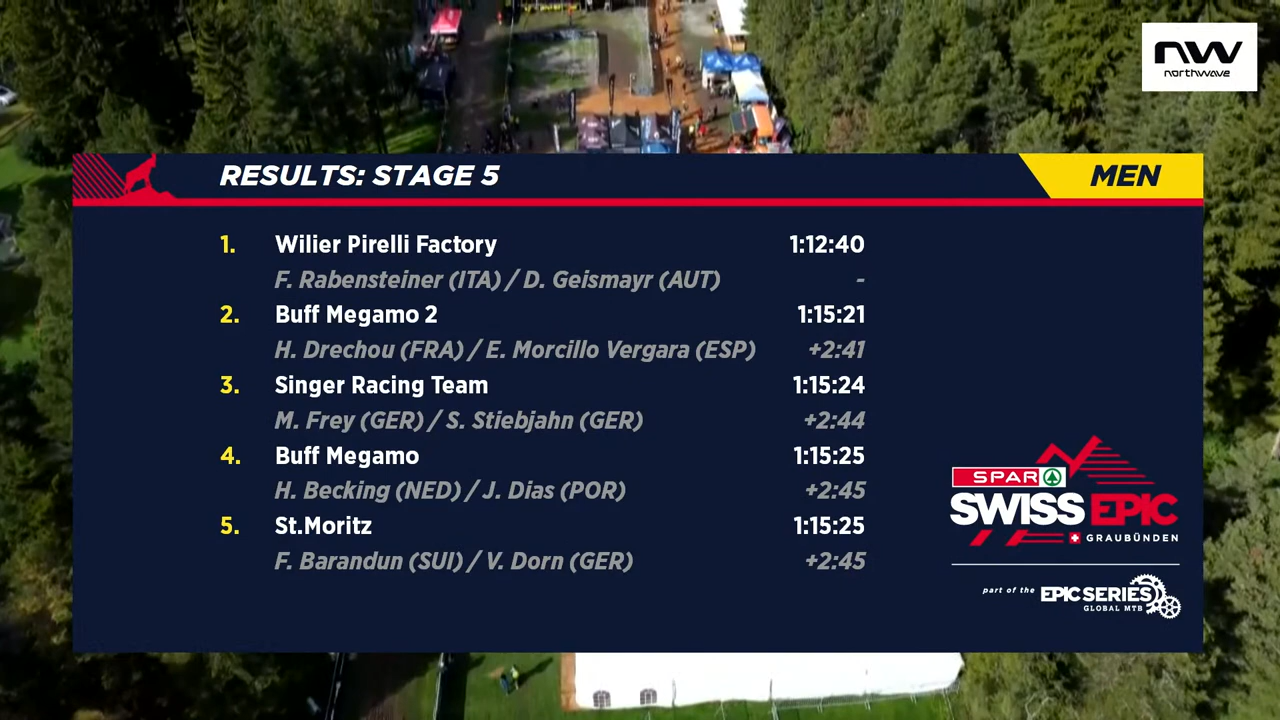 NW
northwave
RESULTS: STAGE 5
MEN
1. Wilier Pirelli Factory 1:12:40
F. Rabensteiner (ITA) / D. Geismayr (AUT) -
2. Buff Megamo 2 1:15:21
H. Drechou (FRA) / E. Morcillo Vergara (ESP) +2:41
3. Singer Racing Team 1:15:24
M. Frey (GER) / S. Stiebjahn (GER) +2:44
4. Buff Megamo 1:15:25
H. Becking (NED) / J. Dias (POR) +2:45
5. St.Moritz 1:15:25
F. Barandun (SUI) / V. Dorn (GER) +2:45
SPAR
SWISS EPIC
GRAUBÜNDEN
part of the EPIC SERIES
GLOBAL MTB